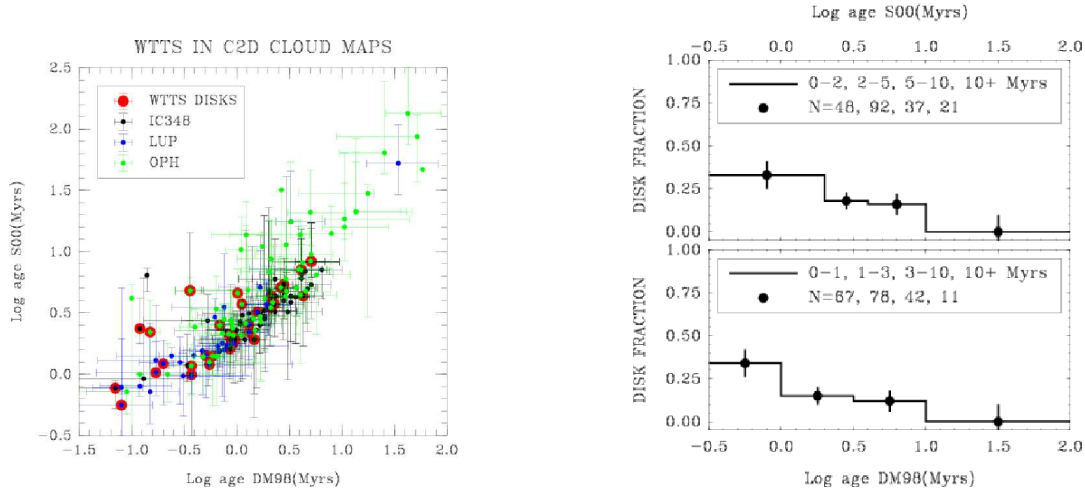 WTTS IN C2D CLOUD MAPS
2.5
2.0
1.5
1.0
0.5
0.0
−0.5
Log age S00(Myrs)
WTTS DISKS
IC348
LUP
OPH
−1.5 −1.0 −0.5 0.0 0.5 1.0 1.5 2.0
Log age DM98(Myrs)
Log age S00(Myrs)
−0.5 0.0 0.5 1.0 1.5 2.0
1.00
0.75
0.50
0.25
0.00
DISK FRACTION
0−2, 2−5, 5−10, 10+ Myrs
N=48, 92, 37, 21
1.00
0.75
0.50
0.25
0.00
DISK FRACTION
0−1, 1−3, 3−10, 10+ Myrs
N=67, 78, 42, 11
−0.5 0.0 0.5 1.0 1.5 2.0
Log age DM98(Myrs)